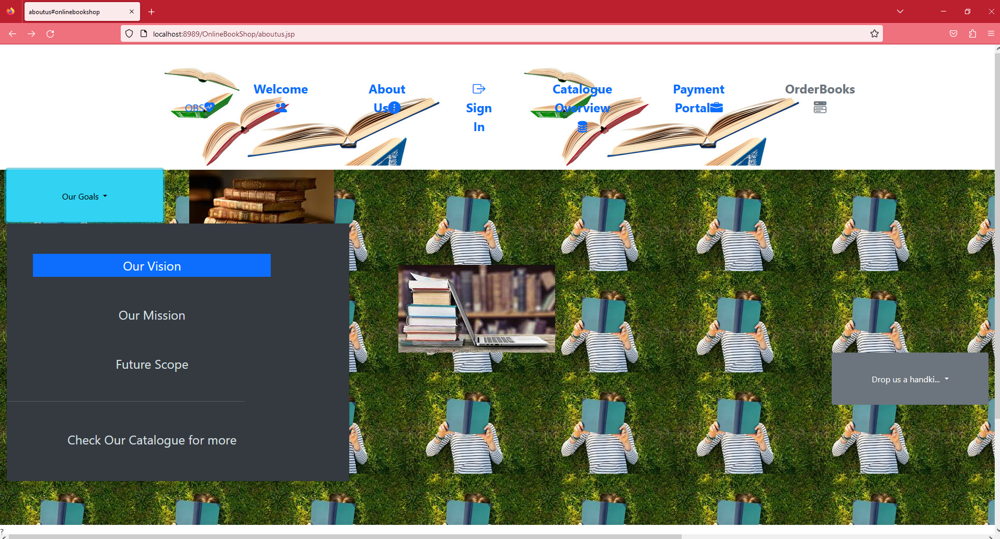 aboutus#onlinebookshop
localhost:8989/OnlineBookShop/aboutus.jsp
OBS
Welcome
About
Us
Sign
In
Catalogue
Overview
Payment
Portal
OrderBooks
Our Goals
Our Vision
Our Mission
Future Scope
Check Our Catalogue for more
Drop us a handki...
?